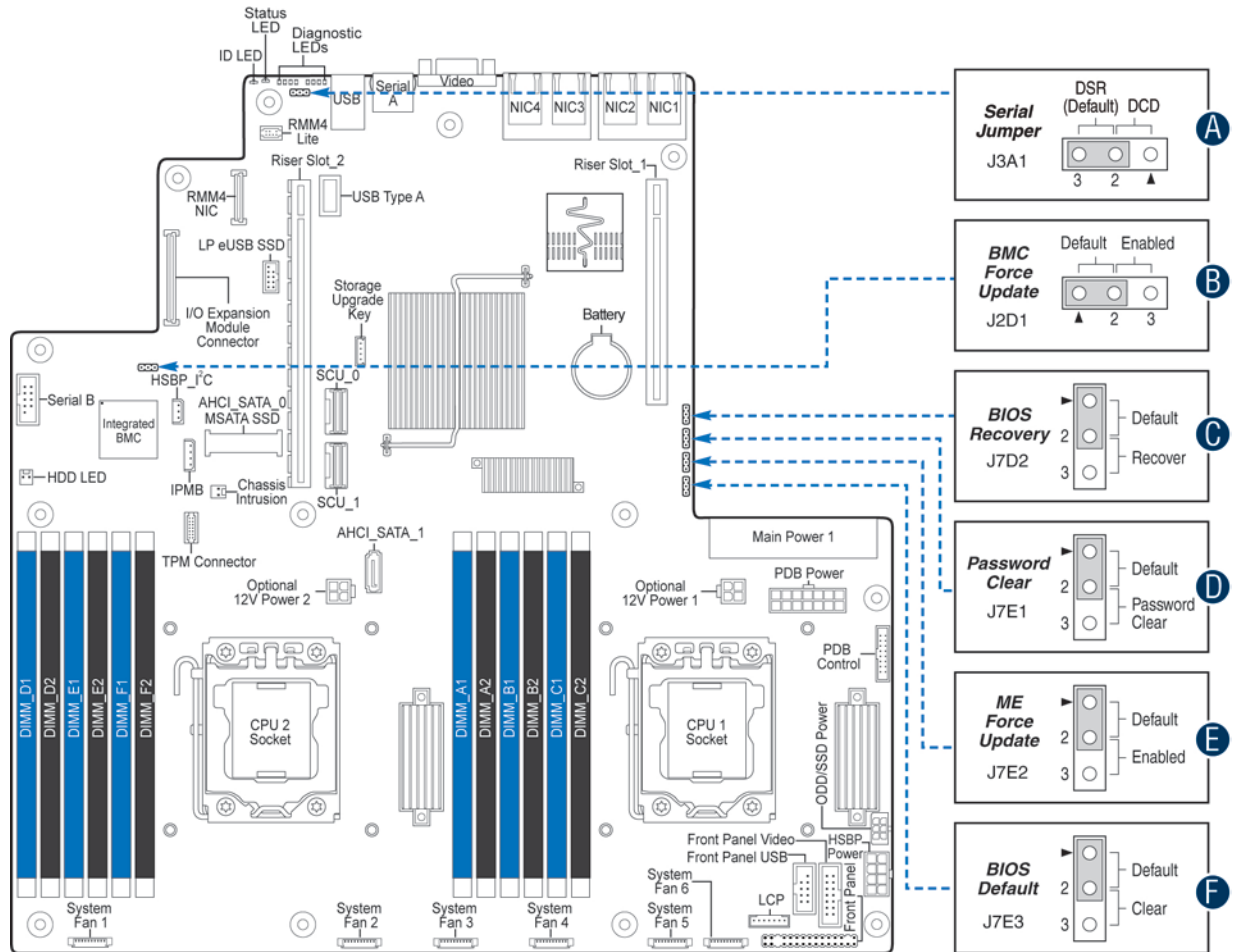 Status
LED
Diagnostic
LEDs
ID LED
USB
Serial
A
Video
NIC4
NIC3
NIC2
NIC1
RMM4
Lite
Riser Slot_2
Riser Slot_1
RMM4
NIC
USB Type A
LP eUSB SSD
Storage
Upgrade
Key
I/O Expansion
Module
Connector
Battery
HSBP_I²C
SCU_0
Serial B
Integrated
BMC
AHCI_SATA_0
MSATA SSD
HDD LED
IPMB
Chassis
Intrusion
SCU_1
TPM Connector
AHCI_SATA_1
Main Power 1
Optional
12V Power 2
Optional
12V Power 1
PDB Power
PDB
Control
DIMM_D1
DIMM_D2
DIMM_E1
DIMM_E2
DIMM_F1
DIMM_F2
CPU 2
Socket
DIMM_A1
DIMM_A2
DIMM_B1
DIMM_B2
DIMM_C1
DIMM_C2
CPU 1
Socket
ODD/SSD Power
Front Panel Video
Front Panel USB
HSBP
Power
System
Fan 6
LCP
Front Panel
System
Fan 1
System
Fan 2
System
Fan 3
System
Fan 4
System
Fan 5
Serial
Jumper
J3A1
DSR
(Default)
DCD
3 2
A
BMC
Force
Update
J2D1
Default Enabled
2 3
B
BIOS
Recovery
J7D2
Default
2
Recover
3
C
Password
Clear
J7E1
Default
2
Password
Clear
3
D
ME
Force
Update
J7E2
Default
2
Enabled
3
E
BIOS
Default
J7E3
Default
2
Clear
3
F